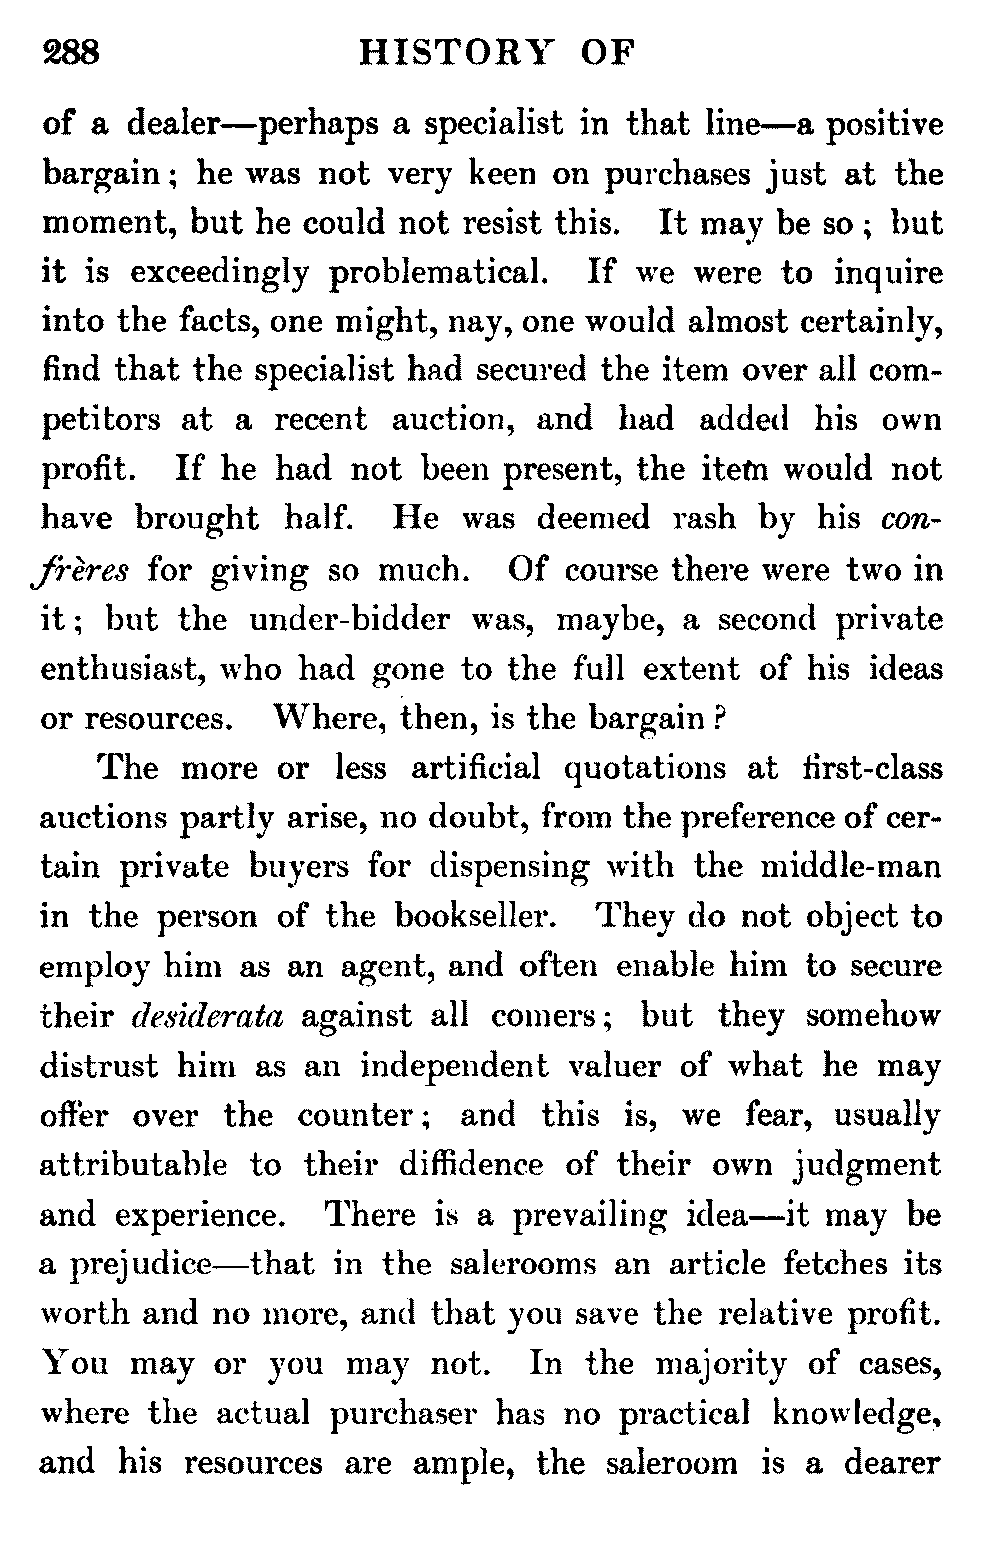 288 HISTORY OF
of a dealer—perhaps a specialist in that line—a positive
bargain; he was not very keen on purchases just at the
moment, but he could not resist this. It may be so; but
it is exceedingly problematical. If we were to inquire
into the facts, one might, nay, one would almost certainly,
find that the specialist had secured the item over all com-
petitors at a recent auction, and had added his own
profit. If he had not been present, the item would not
have brought half. He was deemed rash by his con-
frères for giving so much. Of course there were two in
it; but the under-bidder was, maybe, a second private
enthusiast, who had gone to the full extent of his ideas
or resources. Where, then, is the bargain?
The more or less artificial quotations at first-class
auctions partly arise, no doubt, from the preference of cer-
tain private buyers for dispensing with the middle-man
in the person of the bookseller. They do not object to
employ him as an agent, and often enable him to secure
their desiderata against all comers; but they somehow
distrust him as an independent valuer of what he may
offer over the counter; and this is, we fear, usually
attributable to their diffidence of their own judgment
and experience. There is a prevailing idea—it may be
a prejudice—that in the salerooms an article fetches its
worth and no more, and that you save the relative profit.
You may or you may not. In the majority of cases,
where the actual purchaser has no practical knowledge,
and his resources are ample, the saleroom is a dearer